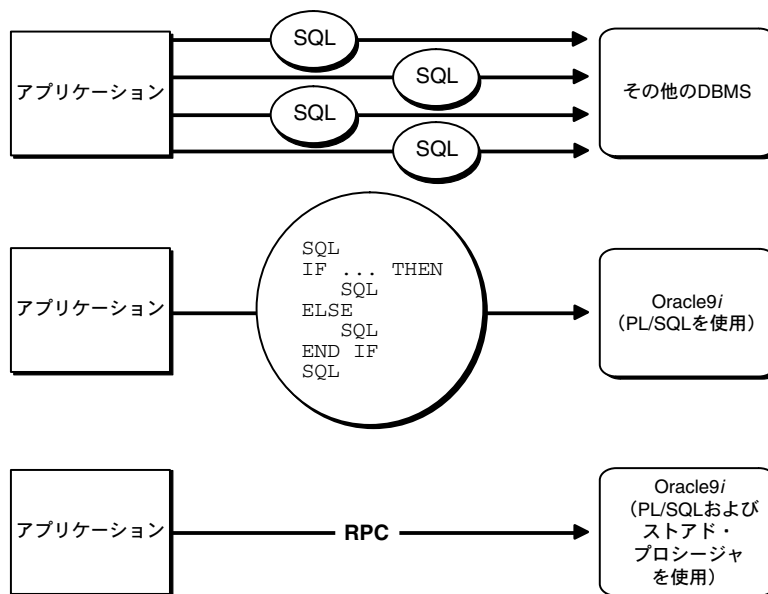 アプリケーション
SQL
SQL
SQL
SQL
その他のDBMS
アプリケーション
SQL
IF ... THEN
    SQL
ELSE
    SQL
END IF
SQL
Oracle9i
（PL/SQLを使用）
アプリケーション
RPC
Oracle9i
（PL/SQLおよび
ストアド・
プロシージャ
を使用）